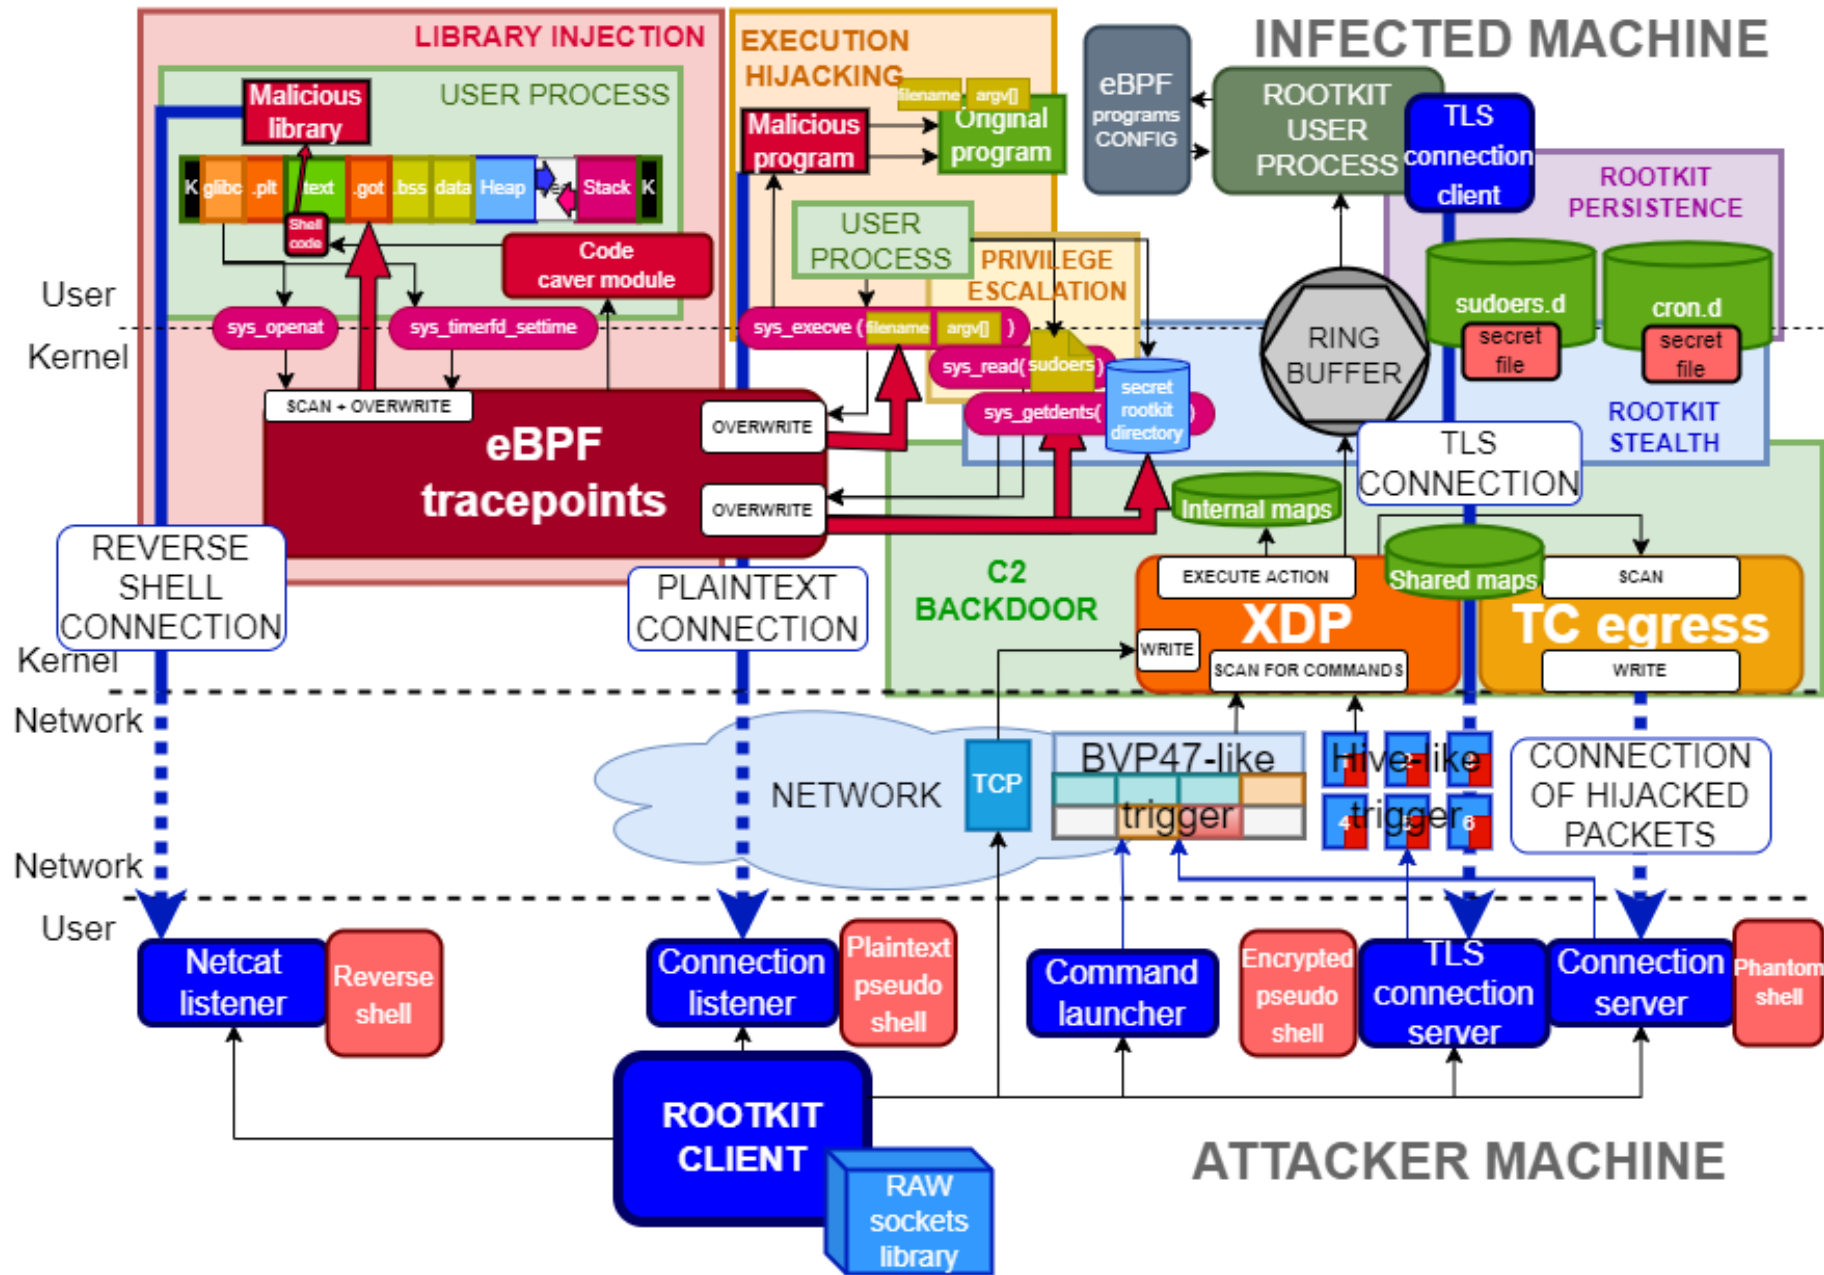 INFECTED MACHINE
LIBRARY INJECTION
USER PROCESS
Malicious
library
K
glibc
.plt
text
.got
.bss
data
Heap
Stack
K
Shell
code
Code
caver module
sys_openat
sys_timerfd_settime
SCAN + OVERWRITE
eBPF
tracepoints
OVERWRITE
OVERWRITE
EXECUTION
HIJACKING
filename
argv[]
Malicious
program
Original
program
USER
PROCESS
PRIVILEGE
ESCALATION
sys_execve (
filename
argv[]
)
sys_read(
sudoers
)
sys_getdents(
secret
rootkit
directory
)
eBPF
programs
CONFIG
ROOTKIT
USER
PROCESS
TLS
connection
client
ROOTKIT
PERSISTENCE
sudoers.d
secret
file
cron.d
secret
file
RING
BUFFER
ROOTKIT
STEALTH
User
Kernel
TLS
CONNECTION
Internal maps
C2
BACKDOOR
EXECUTE ACTION
XDP
WRITE
SCAN FOR COMMANDS
Shared maps
SCAN
TC egress
WRITE
REVERSE
SHELL
CONNECTION
PLAINTEXT
CONNECTION
Kernel
Network
NETWORK
TCP
BVP47-like
trigger
Hive-like
trigger
1
2
3
4
5
6
CONNECTION
OF HIJACKED
PACKETS
Network
User
Netcat
listener
Reverse
shell
Connection
listener
Plaintext
pseudo
shell
Command
launcher
Encrypted
pseudo
shell
TLS
connection
server
Connection
server
Phantom
shell
ROOTKIT
CLIENT
RAW
sockets
library
ATTACKER MACHINE